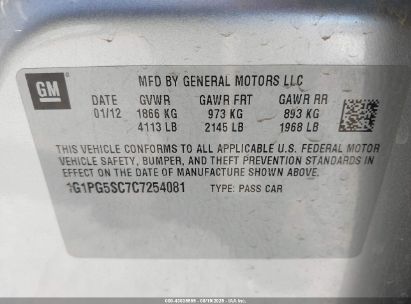 GM
MFD BY GENERAL MOTORS LLC
DATE GVWR GAWR FRT GAWR RR
01/12 1866 KG 973 KG 893 KG
4113 LB 2145 LB 1968 LB
THIS VEHICLE CONFORMS TO ALL APPLICABLE U.S. FEDERAL MOTOR
VEHICLE SAFETY, BUMPER, AND THEFT PREVENTION STANDARDS IN
EFFECT ON THE DATE OF MANUFACTURE SHOWN ABOVE.
1G1PG5SC7C7254081 TYPE: PASS CAR